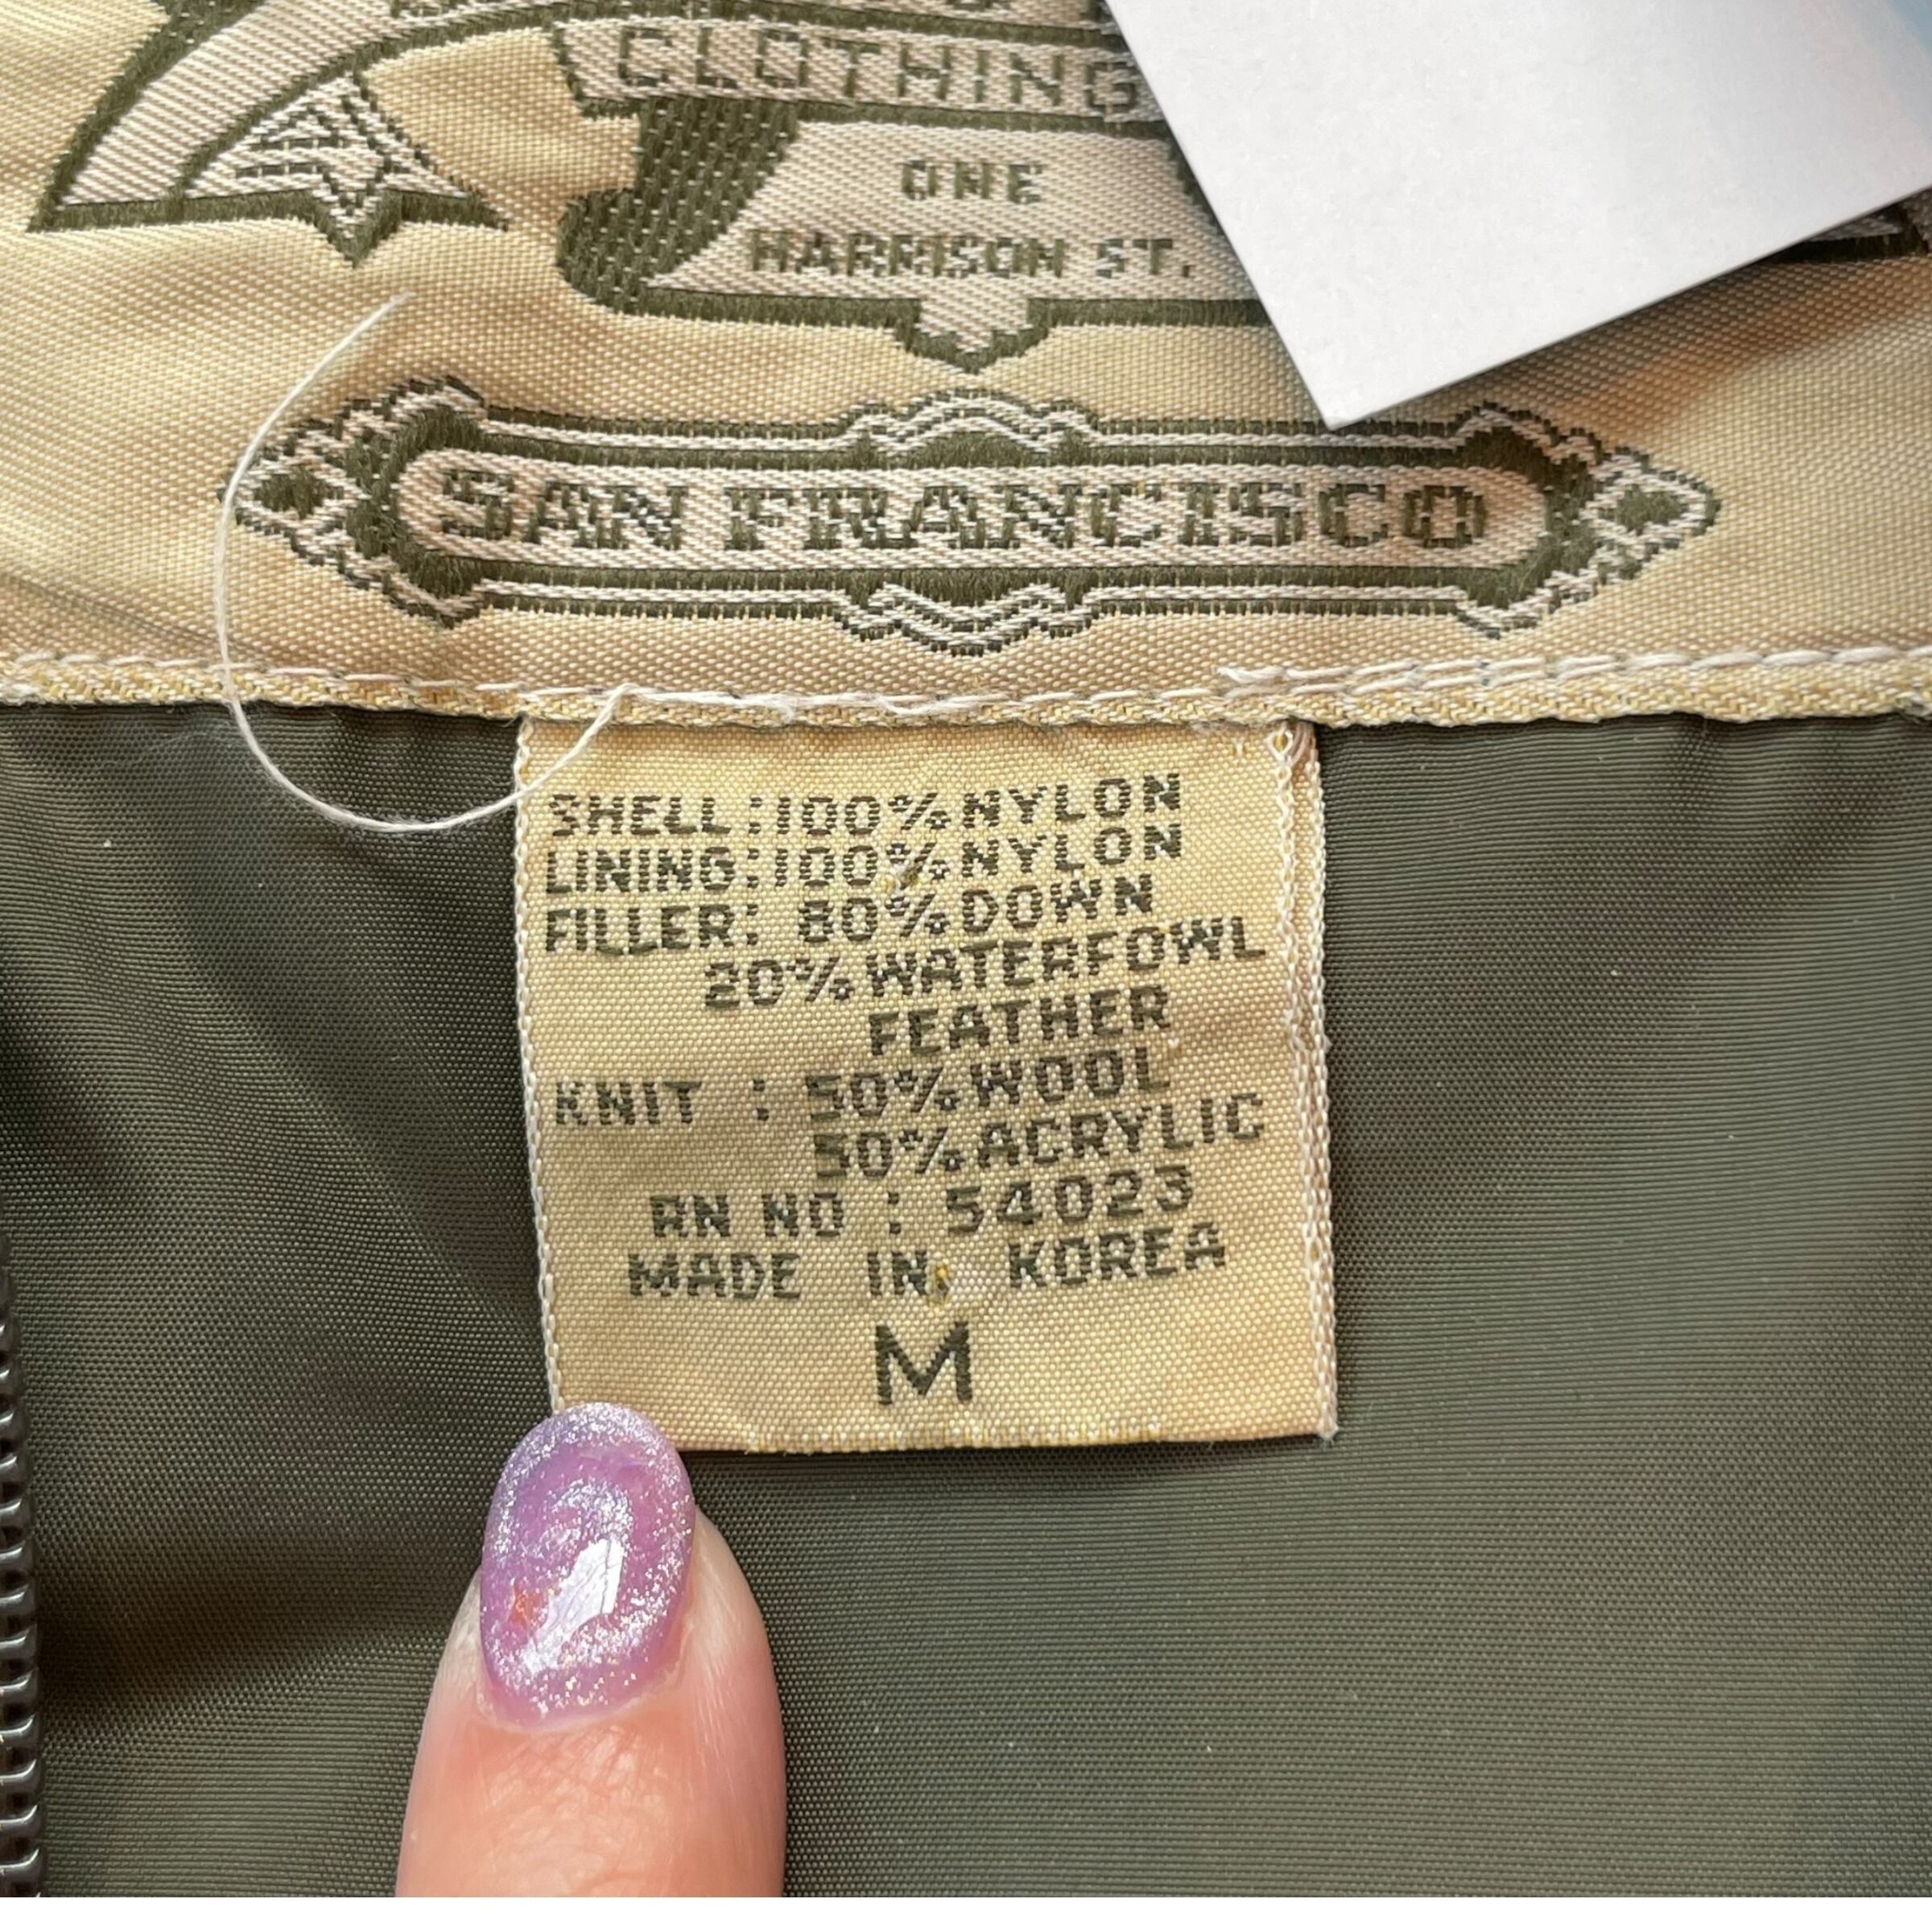 CLOTHING
ONE
HARRISON ST.
SAN FRANCISCO
SHELL:100%NYLON
LINING:100%NYLON
FILLER: 80%DOWN
20%WATERFOWL
FEATHER
KNIT : 50%WOOL
50%ACRYLIC
RN NO : 54023
MADE IN KOREA
M